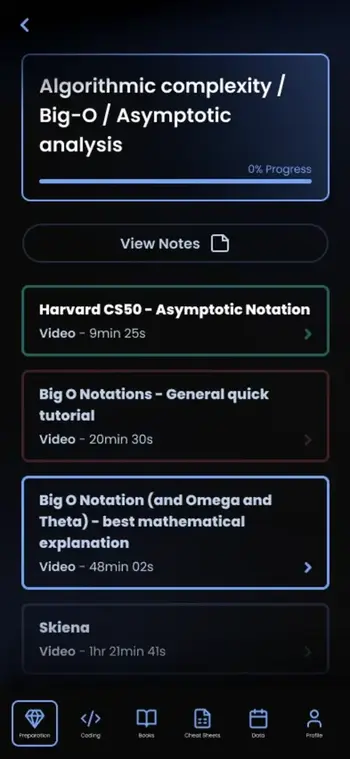 Algorithmic complexity /
Big-O / Asymptotic
analysis
0% Progress
View Notes
Harvard CS50 - Asymptotic Notation
Video - 9min 25s
Big O Notations - General quick
tutorial
Video - 20min 30s
Big O Notation (and Omega and
Theta) - best mathematical
explanation
Video - 48min 02s
Skiena
Video - 1hr 21min 41s
Preparation Coding Books Cheat Sheets Data Profile